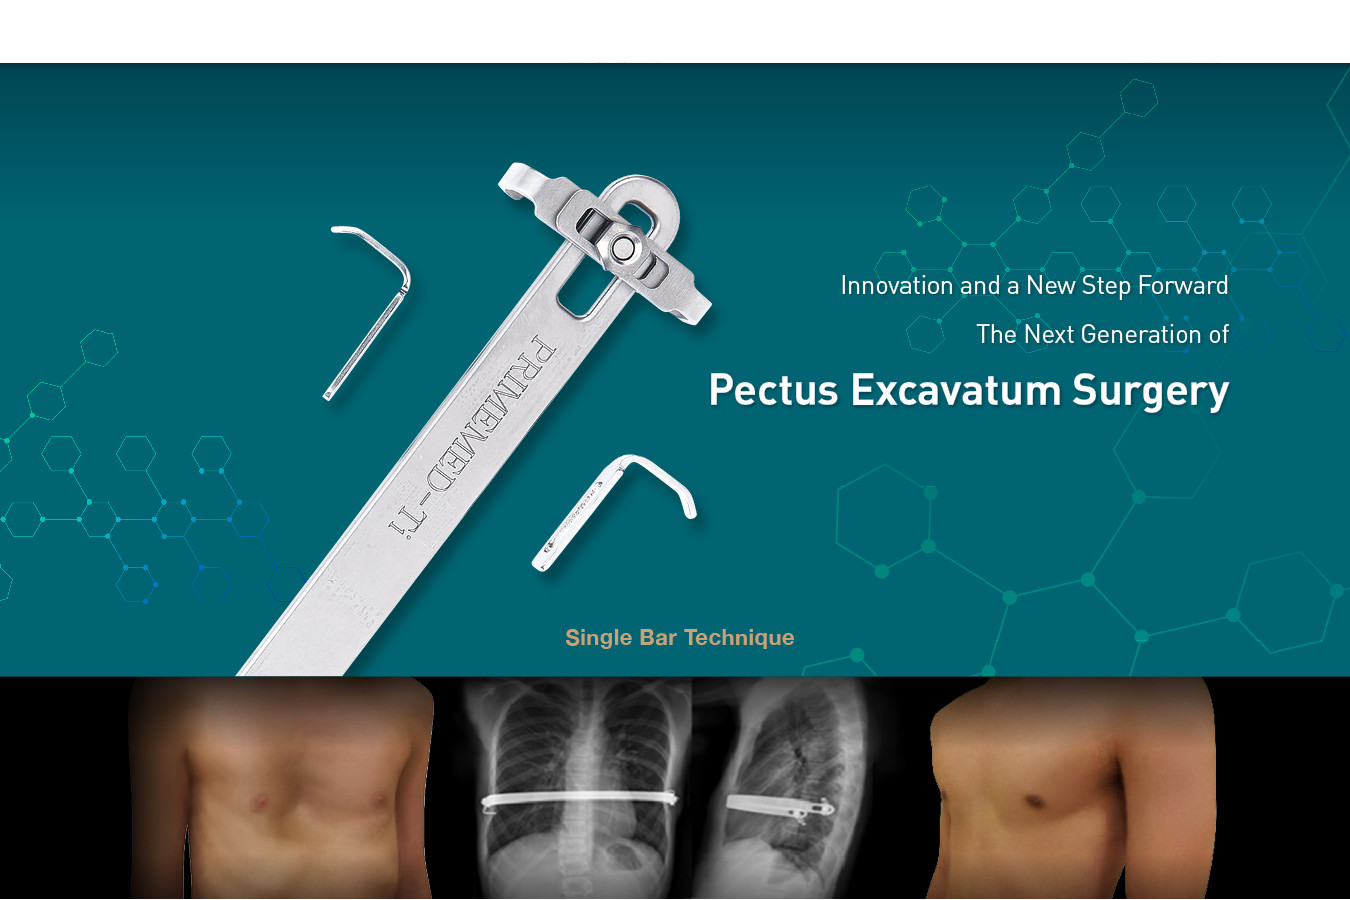 Innovation and a New Step Forward
The Next Generation of
Pectus Excavatum Surgery
PRIMEMED-Ti
Single Bar Technique